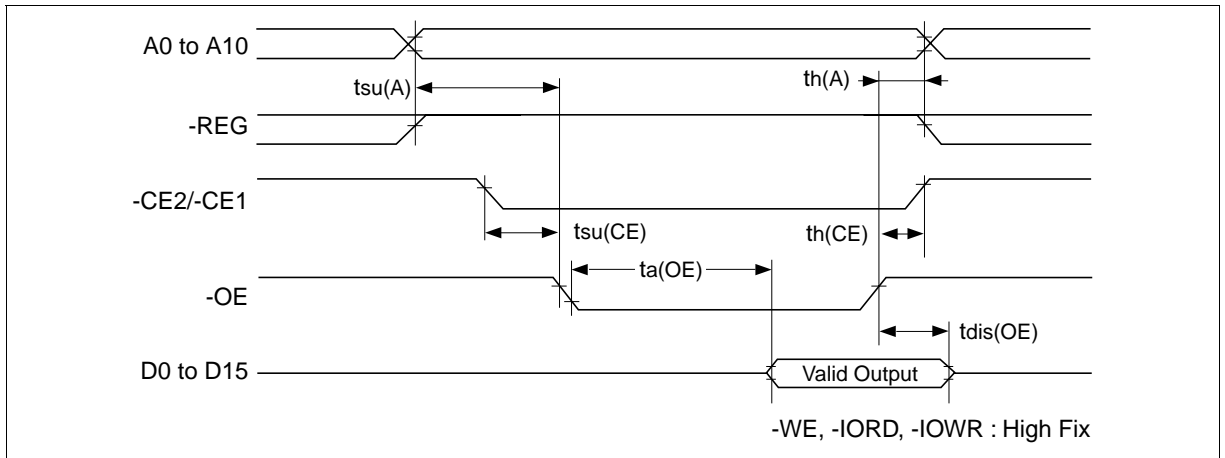 A0 to A10
tsu(A)
th(A)
-REG
-CE2/-CE1
tsu(CE)
th(CE)
ta(OE)
-OE
tdis(OE)
D0 to D15
Valid Output
-WE, -IORD, -IOWR : High Fix